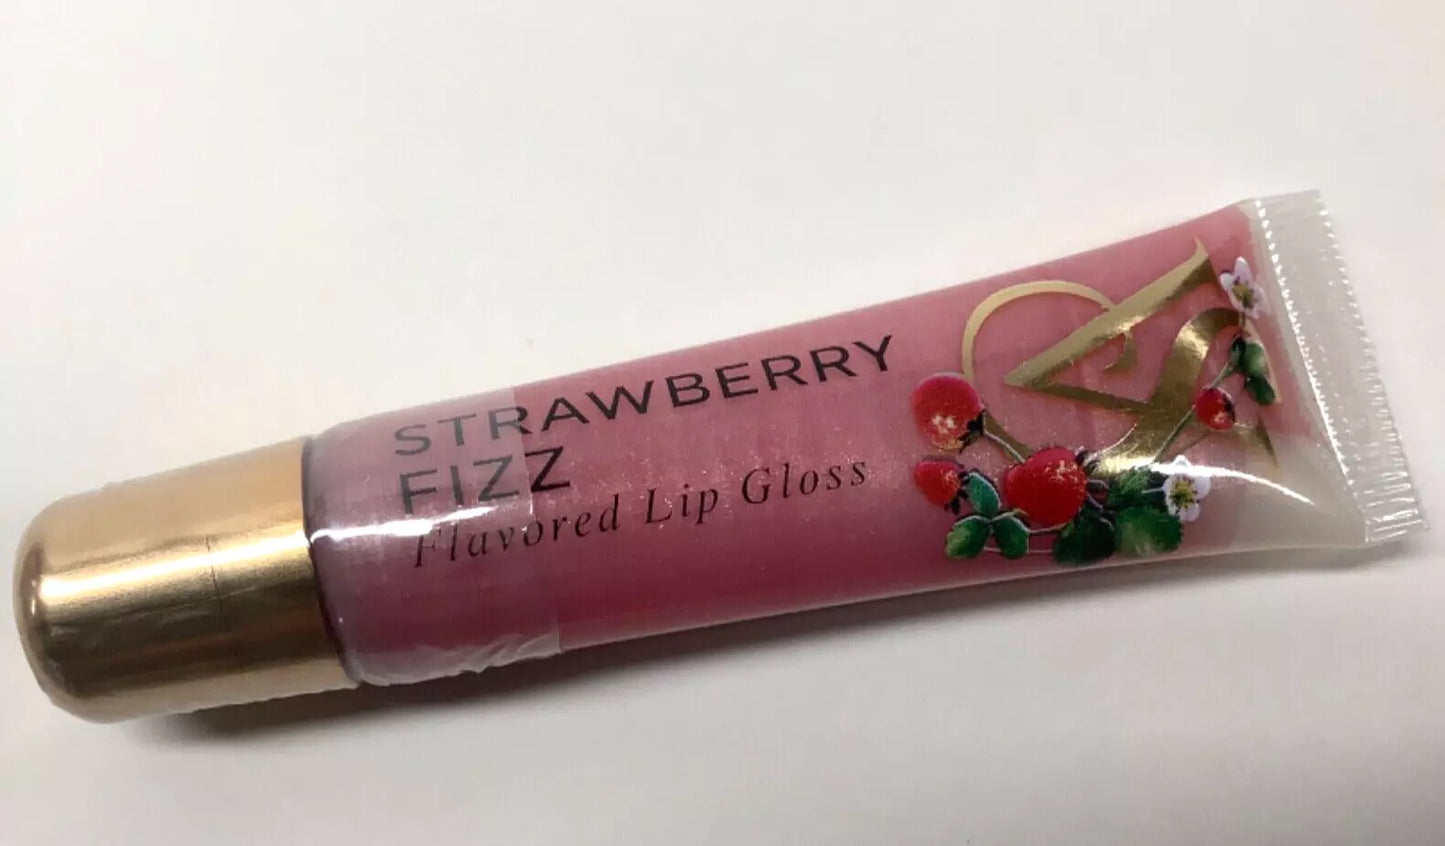 STRAWBERRY
FIZZ
Flavored Lip Gloss
VS